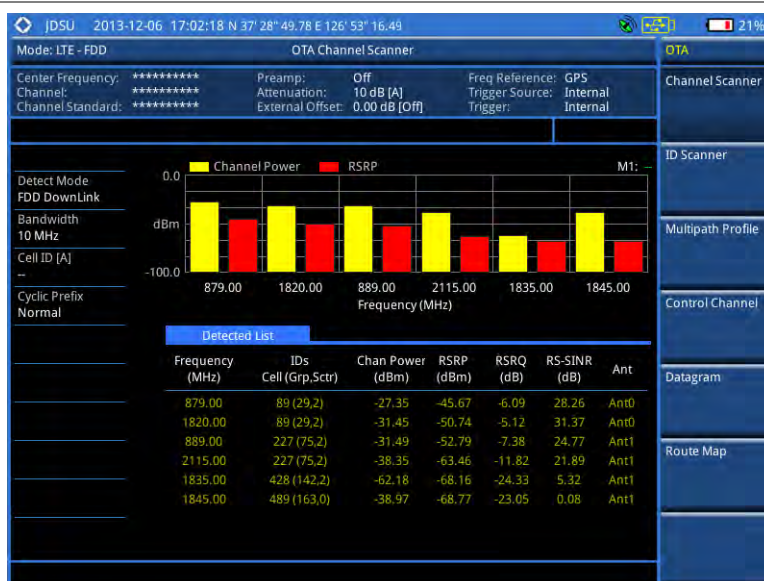 JDSU 2013-12-06 17:02:18 N 37' 28" 49.78 E 126' 53" 16.49 21%
Mode: LTE - FDD OTA Channel Scanner OTA
Center Frequency: ********** Preamp: Off Freq Reference: GPS
Channel: ********** Attenuation: 10 dB [A] Trigger Source: Internal
Channel Standard: ********** External Offset: 0.00 dB [Off] Trigger: Internal
Channel Scanner
ID Scanner
Multipath Profile
Control Channel
Datagram
Route Map
Detect Mode
FDD DownLink
Bandwidth
10 MHz
Cell ID [A]
--
Cyclic Prefix
Normal
Channel Power RSRP M1: --
0.0
dBm
-100.0
879.00 1820.00 889.00 2115.00 1835.00 1845.00
Frequency (MHz)
Detected List
Frequency IDs Chan Power RSRP RSRQ RS-SINR Ant
(MHz) Cell (Grp,Sctr) (dBm) (dBm) (dB) (dB)
879.00 89 (29,2) -27.35 -45.67 -6.09 28.26 Ant0
1820.00 89 (29,2) -31.45 -50.74 -5.12 31.37 Ant0
889.00 227 (75,2) -31.49 -52.79 -7.38 24.77 Ant1
2115.00 227 (75,2) -38.35 -63.46 -11.82 21.89 Ant1
1835.00 428 (142,2) -62.18 -68.16 -24.33 5.32 Ant1
1845.00 489 (163,0) -38.97 -68.77 -23.05 0.08 Ant1